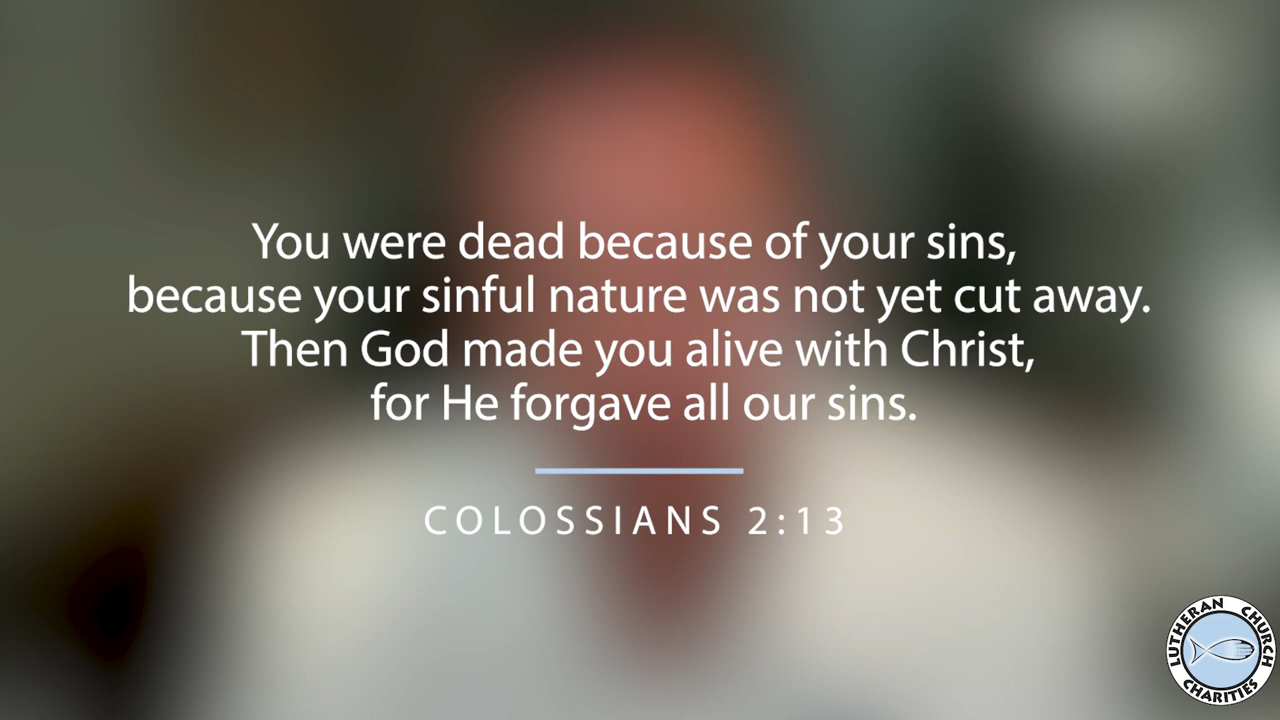 You were dead because of your sins,
because your sinful nature was not yet cut away.
Then God made you alive with Christ,
for He forgave all our sins.
COLOSSIANS 2:13
LUTHERAN CHURCH
CHARITIES